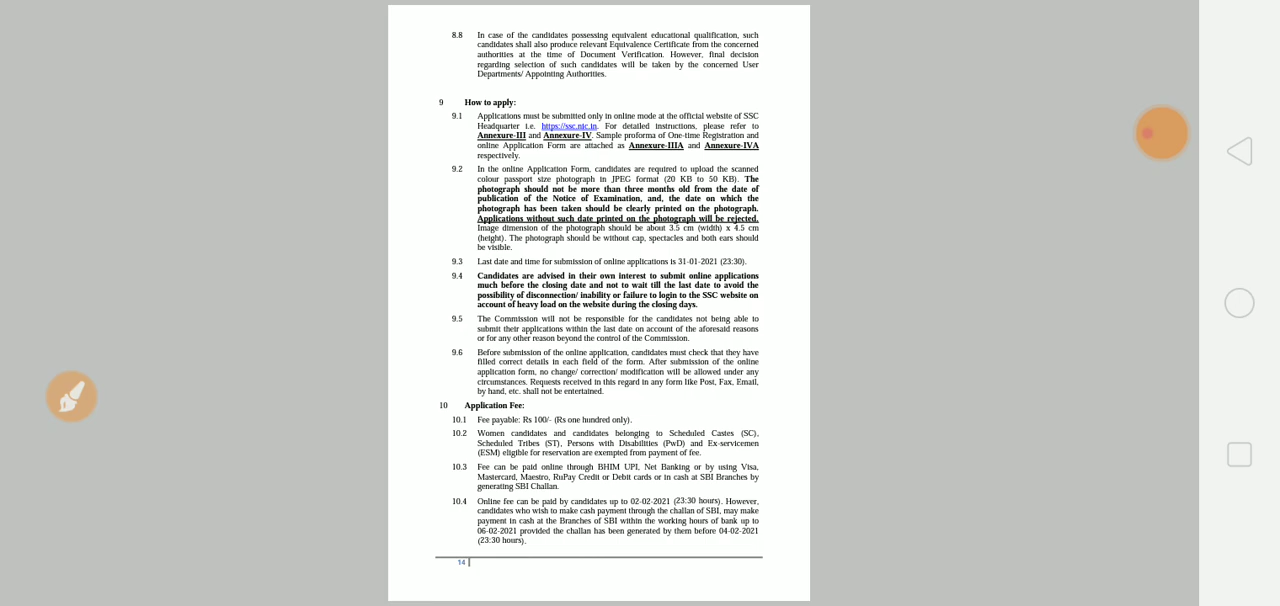 8.8 In case of the candidates possessing equivalent educational qualification, such
candidates shall also produce relevant Equivalence Certificate from the concerned
authorities at the time of Document Verification. However, final decision
regarding selection of such candidates will be taken by the concerned User
Departments/ Appointing Authorities.
9 How to apply:
9.1 Applications must be submitted only in online mode at the official website of SSC
Headquarter i.e. https://ssc.nic.in. For detailed instructions, please refer to
Annexure-III and Annexure-IV. Sample proforma of One-time Registration and
online Application Form are attached as Annexure-IIIA and Annexure-IVA
respectively.
9.2 In the online Application Form, candidates are required to upload the scanned
colour passport size photograph in JPEG format (20 KB to 50 KB). The
photograph should not be more than three months old from the date of
publication of the Notice of Examination, and, the date on which the
photograph has been taken should be clearly printed on the photograph.
Applications without such date printed on the photograph will be rejected.
Image dimension of the photograph should be about 3.5 cm (width) x 4.5 cm
(height). The photograph should be without cap, spectacles and both ears should
be visible.
9.3 Last date and time for submission of online applications is 31-01-2021 (23:30).
9.4 Candidates are advised in their own interest to submit online applications
much before the closing date and not to wait till the last date to avoid the
possibility of disconnection/ inability or failure to login to the SSC website on
account of heavy load on the website during the closing days.
9.5 The Commission will not be responsible for the candidates not being able to
submit their applications within the last date on account of the aforesaid reasons
or for any other reason beyond the control of the Commission.
9.6 Before submission of the online application, candidates must check that they have
filled correct details in each field of the form. After submission of the online
application form, no change/ correction/ modification will be allowed under any
circumstances. Requests received in this regard in any form like Post, Fax, Email,
by hand, etc. shall not be entertained.
10 Application Fee:
10.1 Fee payable: Rs 100/- (Rs one hundred only).
10.2 Women candidates and candidates belonging to Scheduled Castes (SC),
Scheduled Tribes (ST), Persons with Disabilities (PwD) and Ex-servicemen
(ESM) eligible for reservation are exempted from payment of fee.
10.3 Fee can be paid online through BHIM UPI, Net Banking or by using Visa,
Mastercard, Maestro, RuPay Credit or Debit cards or in cash at SBI Branches by
generating SBI Challan.
10.4 Online fee can be paid by candidates up to 02-02-2021 (23:30 hours). However,
candidates who wish to make cash payment through the challan of SBI, may make
payment in cash at the Branches of SBI within the working hours of bank up to
06-02-2021 provided the challan has been generated by them before 04-02-2021
(23:30 hours).
14 |